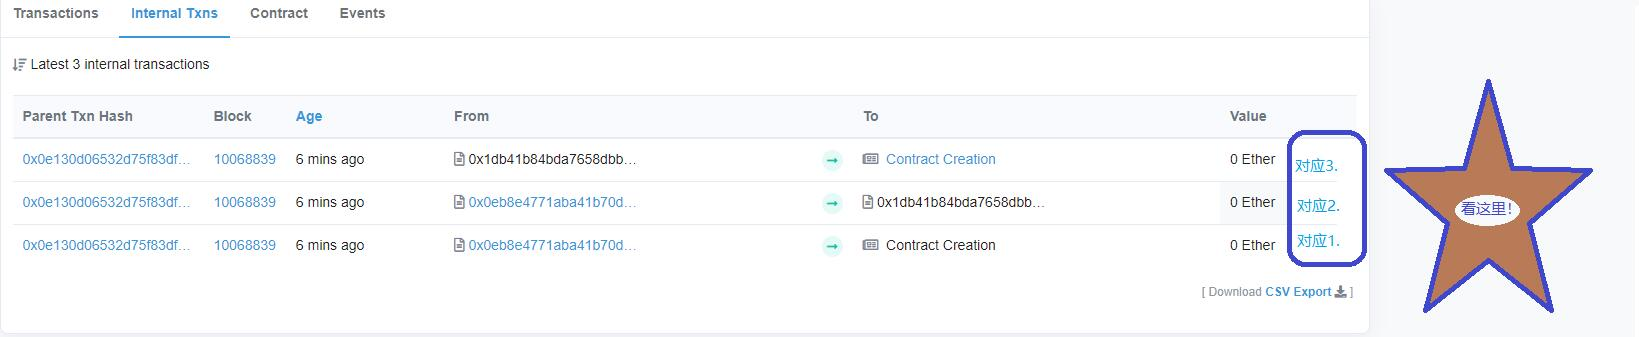 Transactions Internal Txns Contract Events
Latest 3 internal transactions
Parent Txn Hash Block Age From To Value
0x0e130d06532d75f83df... 10068839 6 mins ago 0x1db41b84bda7658dbb... Contract Creation 0 Ether 对应3.
0x0e130d06532d75f83df... 10068839 6 mins ago 0x0eb8e4771aba41b70d... 0x1db41b84bda7658dbb... 0 Ether 对应2.
0x0e130d06532d75f83df... 10068839 6 mins ago 0x0eb8e4771aba41b70d... Contract Creation 0 Ether 对应1.
[ Download CSV Export ]
看这里!